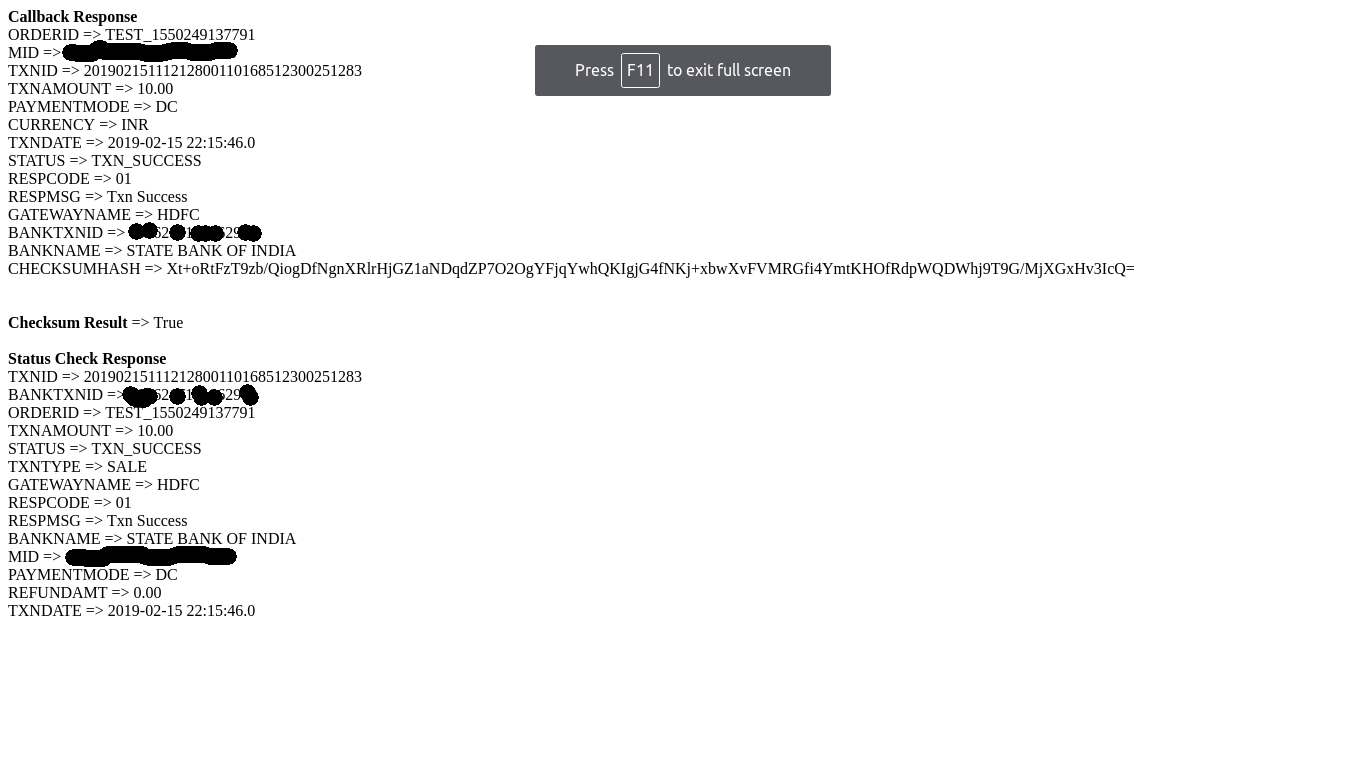 Callback Response
ORDERID => TEST_1550249137791
MID =>
TXNID => 20190215111212800110168512300251283
TXNAMOUNT => 10.00
PAYMENTMODE => DC
CURRENCY => INR
TXNDATE => 2019-02-15 22:15:46.0
STATUS => TXN_SUCCESS
RESPCODE => 01
RESPMSG => Txn Success
GATEWAYNAME => HDFC
BANKTXNID =>
BANKNAME => STATE BANK OF INDIA
CHECKSUMHASH => Xt+oRtFzT9zb/QiogDfNgnXRlrHjGZ1aNDqdZP7O2OgYFjqYwhQKIgjG4fNKj+xbwXvFVMRGfi4YmtKHOfRdpWQDWhj9T9G/MjXGxHv3IcQ=
Press F11 to exit full screen
Checksum Result => True
Status Check Response
TXNID => 20190215111212800110168512300251283
BANKTXNID =>
ORDERID => TEST_1550249137791
TXNAMOUNT => 10.00
STATUS => TXN_SUCCESS
TXNTYPE => SALE
GATEWAYNAME => HDFC
RESPCODE => 01
RESPMSG => Txn Success
BANKNAME => STATE BANK OF INDIA
MID =>
PAYMENTMODE => DC
REFUNDAMT => 0.00
TXNDATE => 2019-02-15 22:15:46.0